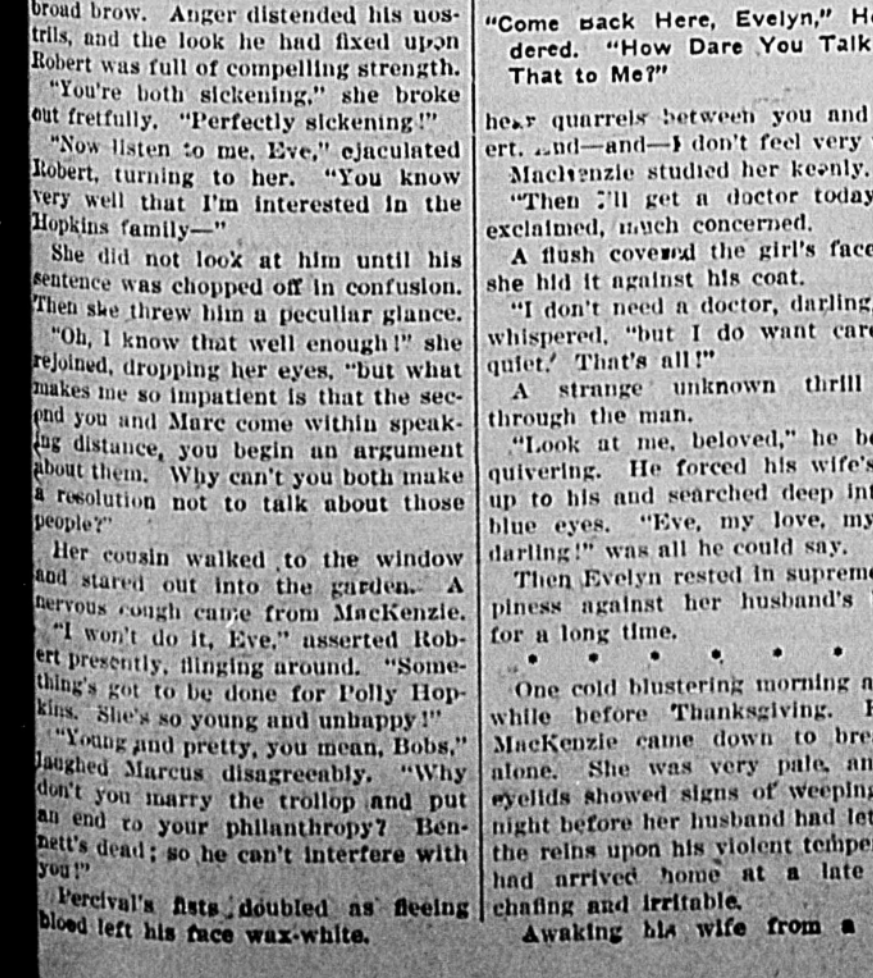 broad brow. Anger distended his uos-
trils, and the look he had fixed upon
Robert was full of compelling strength.
"You're both sickening," she broke
out fretfully. "Perfectly sickening!"
"Now listen to me, Eve," ejaculated
Robert, turning to her. "You know
very well that I'm interested in the
Hopkins family—"
She did not look at him until his
sentence was chopped off in confusion.
Then she threw him a peculiar glance.
"Oh, I know that well enough!" she
rejoined, dropping her eyes, "but what
makes me so impatient is that the sec-
ond you and Marc come within speak-
ing distance, you begin an argument
about them. Why can't you both make
a resolution not to talk about those
people?"
Her cousin walked to the window
and stared out into the garden. A
nervous cough came from MacKenzie.
"I won't do it, Eve," asserted Rob-
ert presently, flinging around. "Some-
thing's got to be done for Polly Hop-
kins. She's so young and unhappy!"
"Young and pretty, you mean, Bobs,"
laughed Marcus disagreeably. "Why
don't you marry the trollop and put
an end to your philanthropy? Ben-
nett's dead; so he can't interfere with
you!"
Percival's fists doubled as fleeing
blood left his face wax-white.
"Come Back Here, Evelyn," H
dered. "How Dare You Talk
That to Me?"
hear quarrels between you and
ert. And—and—I don't feel very
MacKenzie studied her keenly.
"Then I'll get a doctor today
exclaimed, much concerned.
A flush covered the girl's face
she hid it against his coat.
"I don't need a doctor, darling,
whispered, "but I do want care
quiet. That's all!"
A strange unknown thrill
through the man.
"Look at me, beloved," he be
quivering. He forced his wife's
up to his and searched deep int
blue eyes. "Eve, my love, my
darling!" was all he could say.
Then Evelyn rested in supreme
piness against her husband's
for a long time.
* * * * * *
One cold blustering morning a
while before Thanksgiving.
MacKenzie came down to bre
alone. She was very pale, an
eyelids showed signs of weeping
night before her husband had let
the reins upon his violent tempe
had arrived home at a late
chafing and irritable.
Awaking his wife from a